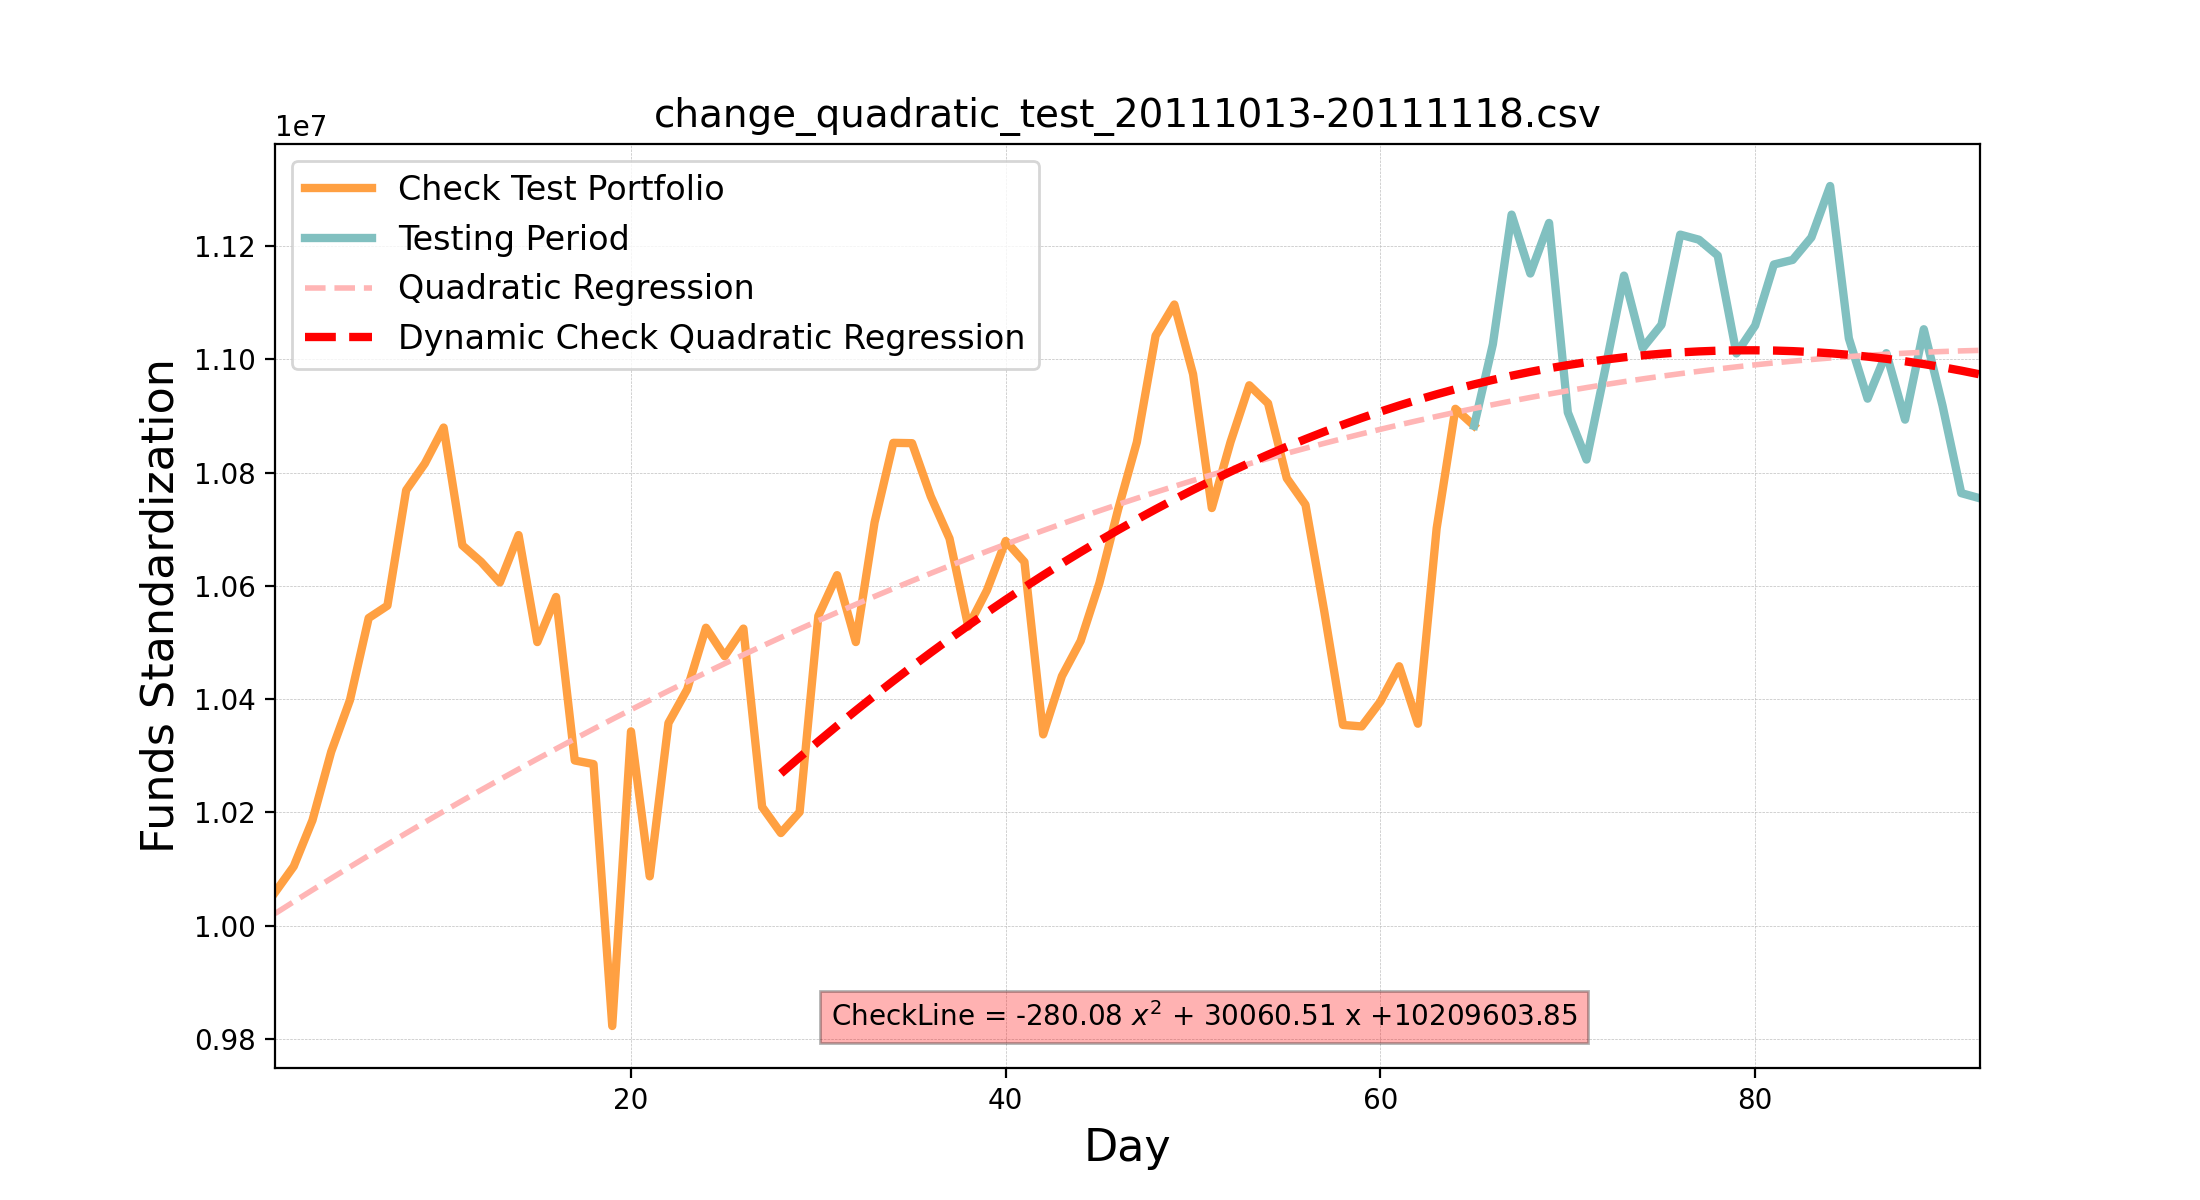 change_quadratic_test_20111013-20111118.csv
1e7
Check Test Portfolio
Testing Period
Quadratic Regression
Dynamic Check Quadratic Regression
1.12
1.10
1.08
1.06
1.04
1.02
1.00
0.98
Funds Standardization
CheckLine = -280.08 x² + 30060.51 x +10209603.85
20 40 60 80
Day